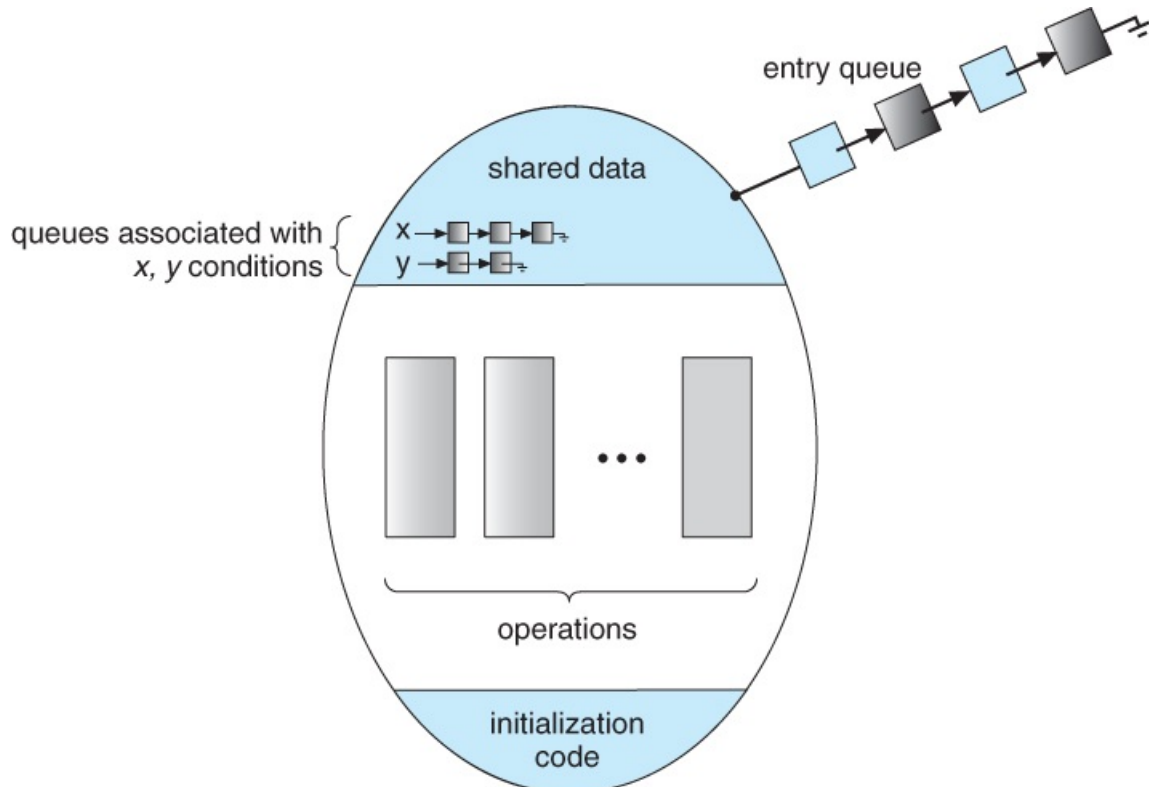 entry queue
shared data
queues associated with
x, y conditions
x
y
...
operations
initialization
code